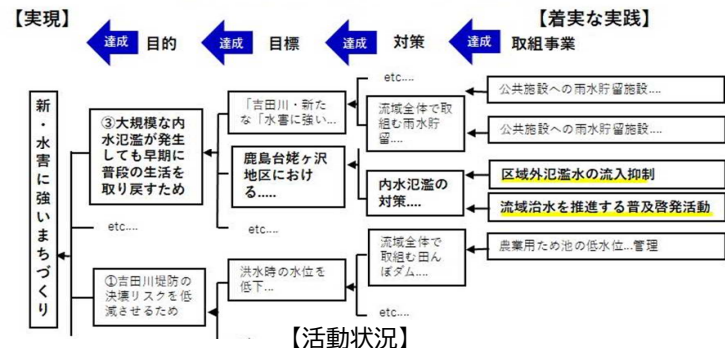 【実現】
【着実な実践】
達成
目的
達成
目標
達成
対策
達成
取組事業
新・水害に強いまちづくり
③大規模な内
水氾濫が発生
しても早期に
普段の生活を
取り戻すため
etc....
①吉田川堤防の
決壊リスクを低
減させるため
「吉田川・新た
な「水害に強い...
鹿島台姥ヶ沢
地区におけ
る.....
etc....
洪水時の水位を
低下...
etc....
流域全体で取
組む雨水貯
留....
内水氾濫の
対策....
流域全体で
取組む田ん
ぼダム....
etc....
公共施設への雨水貯留施設....
公共施設への雨水貯留施設....
区域外氾濫水の流入抑制
流域治水を推進する普及啓発活動
農業用ため池の低水位...管理
【活動状況】